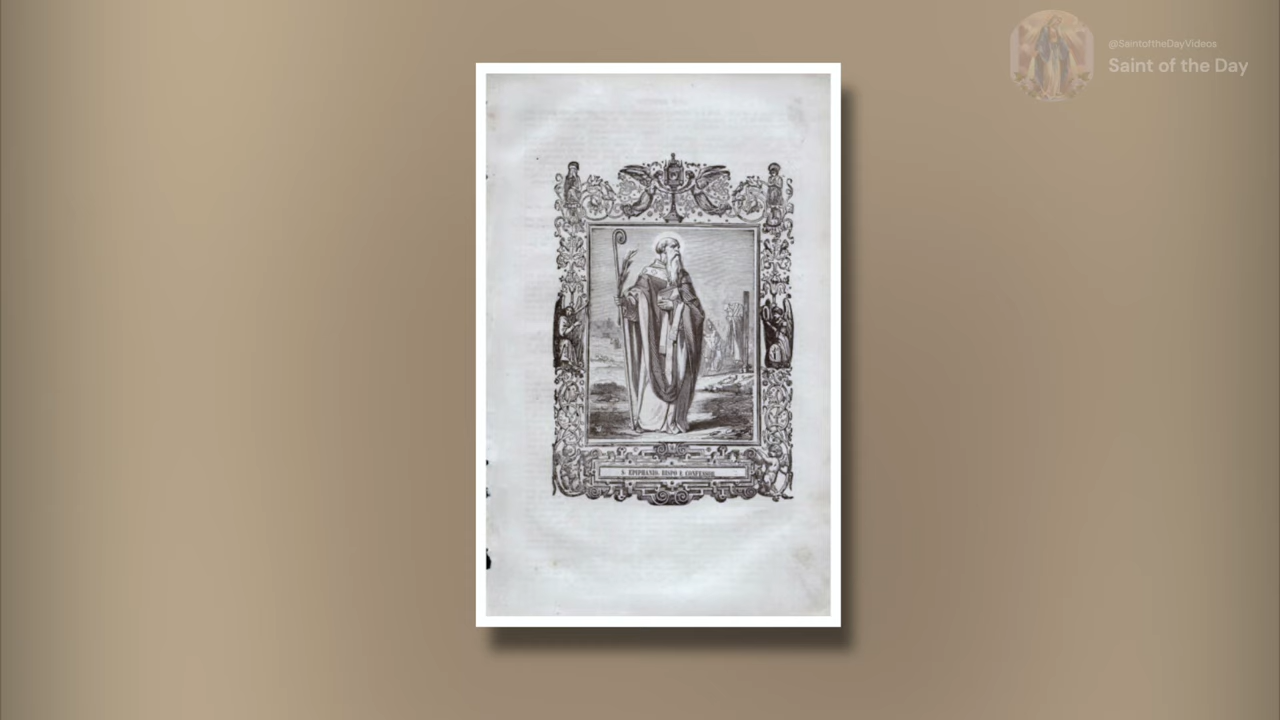 @SaintoftheDayVideos
Saint of the Day
S. EPIPHANIO. BISPO E CONFESSOR.